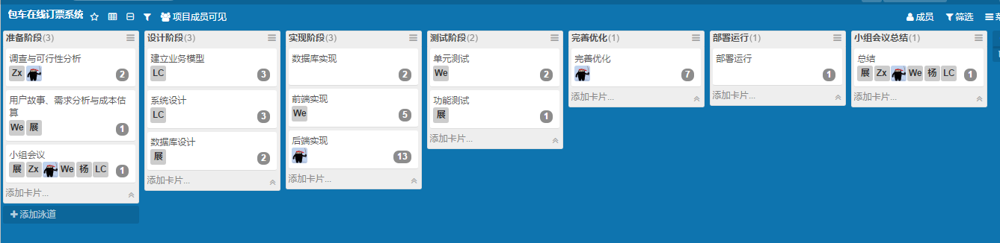 包车在线订票系统 项目成员可见 成员 筛选
准备阶段(3)
调查与可行性分析
Zx 2
用户故事、需求分析与成本估
算
We 展 1
小组会议
展 Zx We 杨 LC 1
添加卡片...
添加泳道
设计阶段(3)
建立业务模型
LC 3
系统设计
LC 3
数据库设计
展 2
添加卡片...
实现阶段(3)
数据库实现
2
前端实现
We 5
后端实现
13
添加卡片...
测试阶段(2)
单元测试
We 2
功能测试
展 1
添加卡片...
完善优化(1)
完善优化
7
添加卡片...
部署运行(1)
部署运行
1
添加卡片...
小组会议总结(1)
总结
展 Zx We 杨 LC 1
添加卡片...